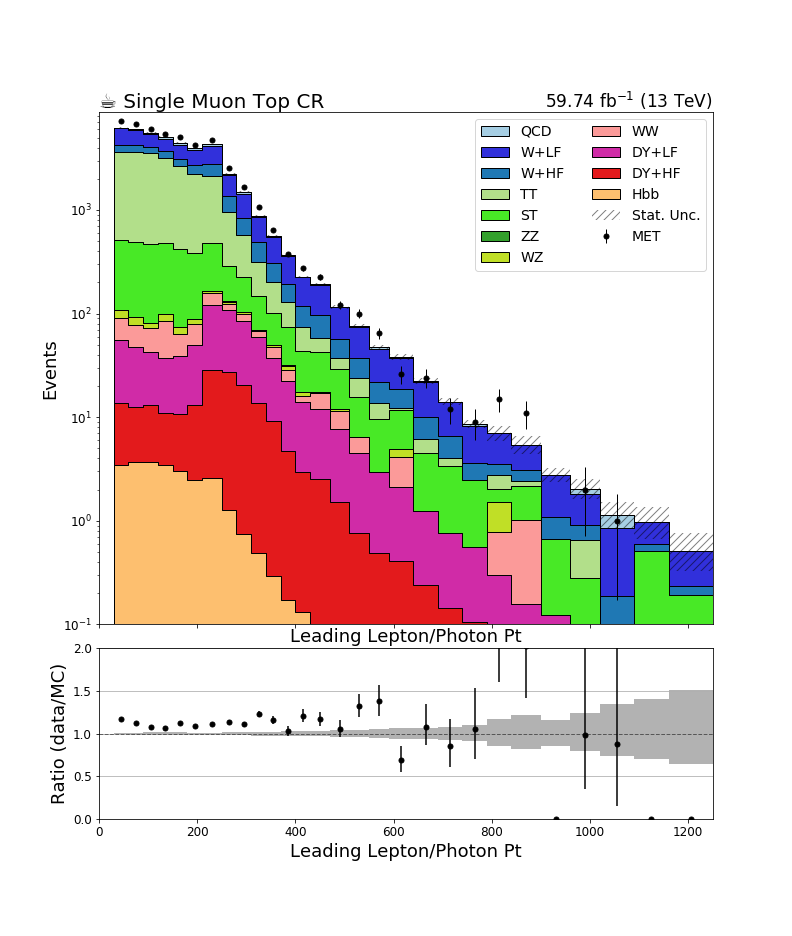 ☕ Single Muon Top CR
59.74 fb⁻¹ (13 TeV)
QCD
W+LF
W+HF
TT
ST
ZZ
WZ
WW
DY+LF
DY+HF
Hbb
Stat. Unc.
MET
Events
10³
10²
10¹
10⁰
10⁻¹
Leading Lepton/Photon Pt
Ratio (data/MC)
2.0
1.5
1.0
0.5
0.0
0 200 400 600 800 1000 1200
Leading Lepton/Photon Pt